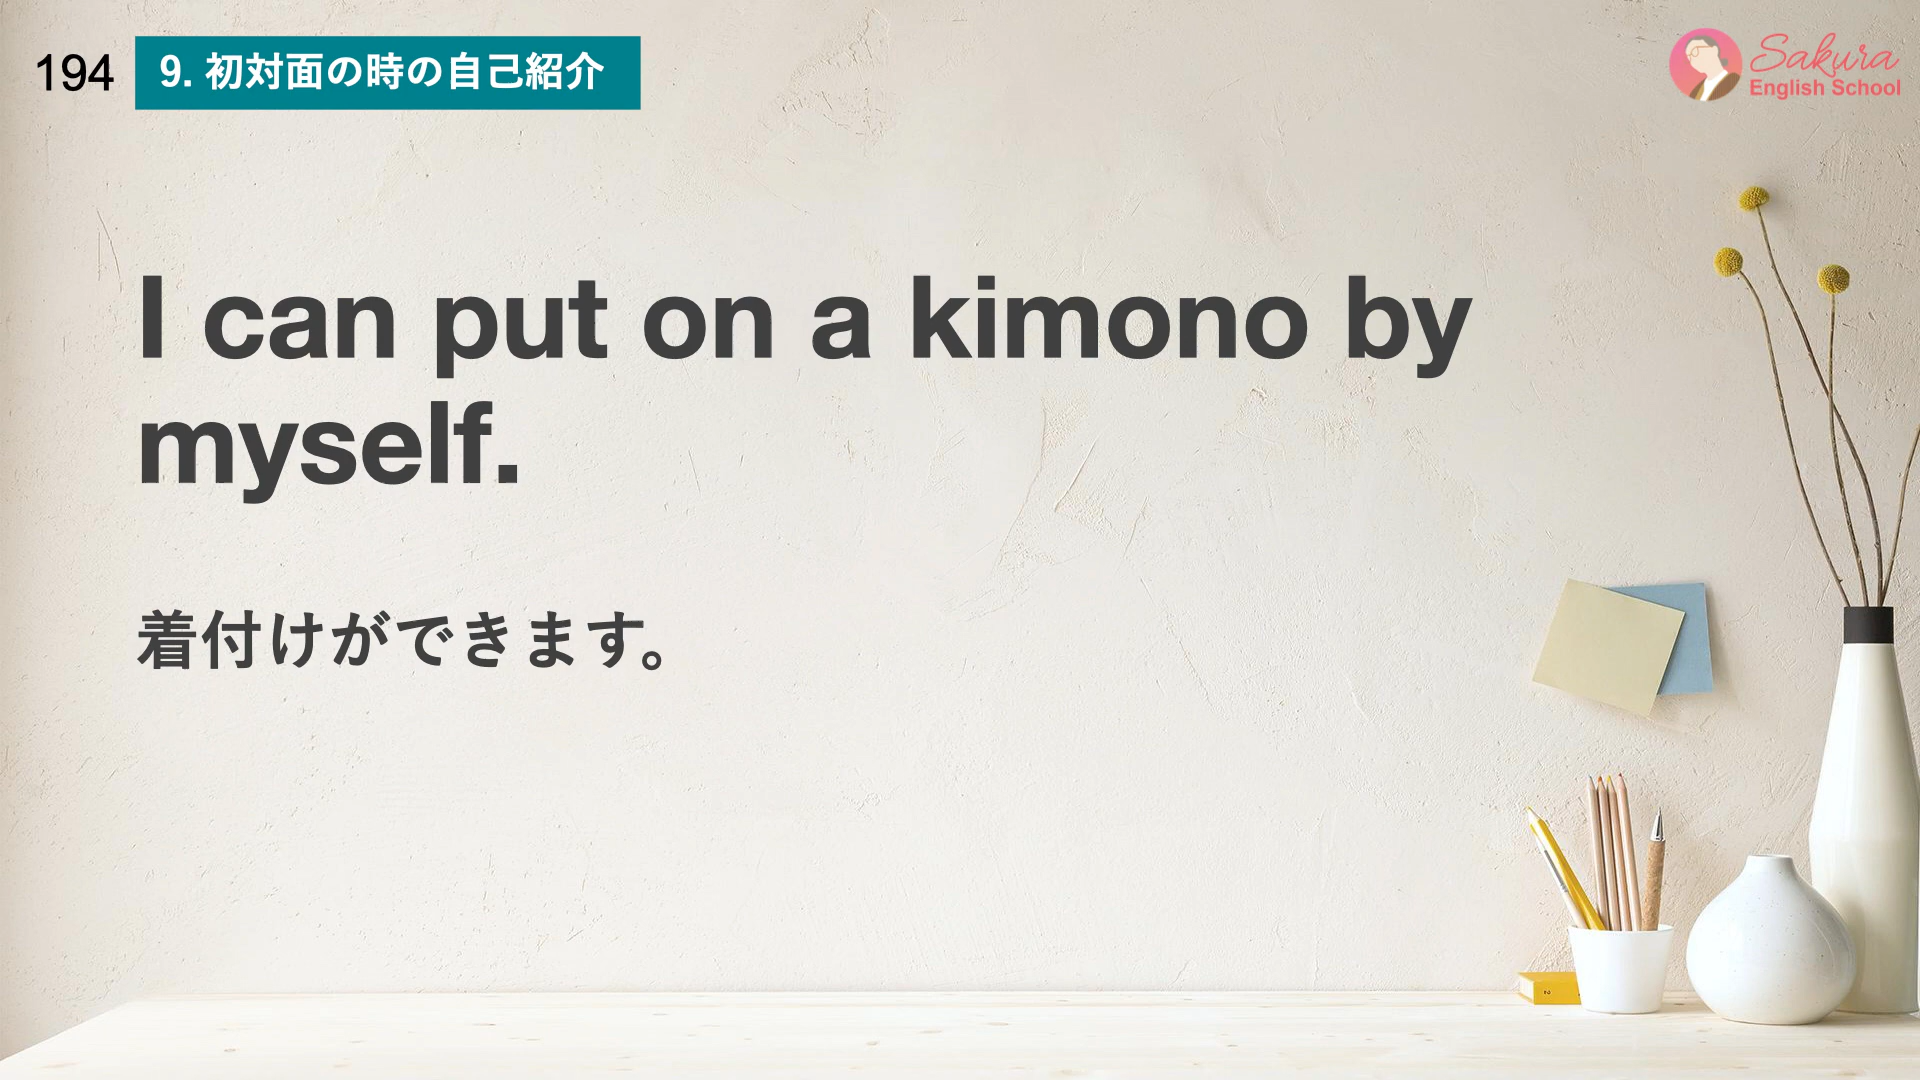 194
9. 初対面の時の自己紹介
Sakura
English School
I can put on a kimono by
myself.
着付けができます。